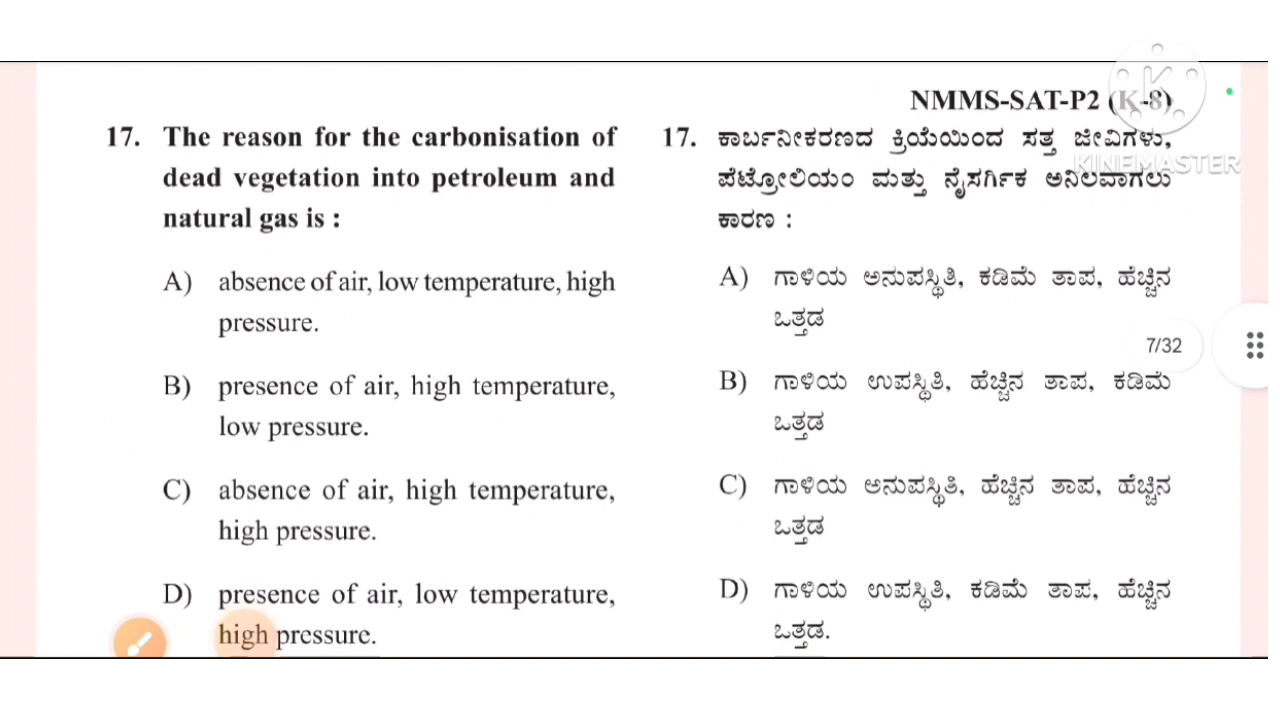 NMMS-SAT-P2 (K-8)
17. The reason for the carbonisation of
dead vegetation into petroleum and
natural gas is :
A) absence of air, low temperature, high
pressure.
B) presence of air, high temperature,
low pressure.
C) absence of air, high temperature,
high pressure.
D) presence of air, low temperature,
high pressure.
17. ಕಾರ್ಬನೀಕರಣದ ಕ್ರಿಯೆಯಿಂದ ಸತ್ತ ಜೀವಿಗಳು,
ಪೆಟ್ರೋಲಿಯಂ ಮತ್ತು ನೈಸರ್ಗಿಕ ಅನಿಲವಾಗಲು
ಕಾರಣ :
A) ಗಾಳಿಯ ಅನುಪಸ್ಥಿತಿ, ಕಡಿಮೆ ತಾಪ, ಹೆಚ್ಚಿನ
ಒತ್ತಡ
B) ಗಾಳಿಯ ಉಪಸ್ಥಿತಿ, ಹೆಚ್ಚಿನ ತಾಪ, ಕಡಿಮೆ
ಒತ್ತಡ
C) ಗಾಳಿಯ ಅನುಪಸ್ಥಿತಿ, ಹೆಚ್ಚಿನ ತಾಪ, ಹೆಚ್ಚಿನ
ಒತ್ತಡ
D) ಗಾಳಿಯ ಉಪಸ್ಥಿತಿ, ಕಡಿಮೆ ತಾಪ, ಹೆಚ್ಚಿನ
ಒತ್ತಡ.
K
KINEMASTER
7/32